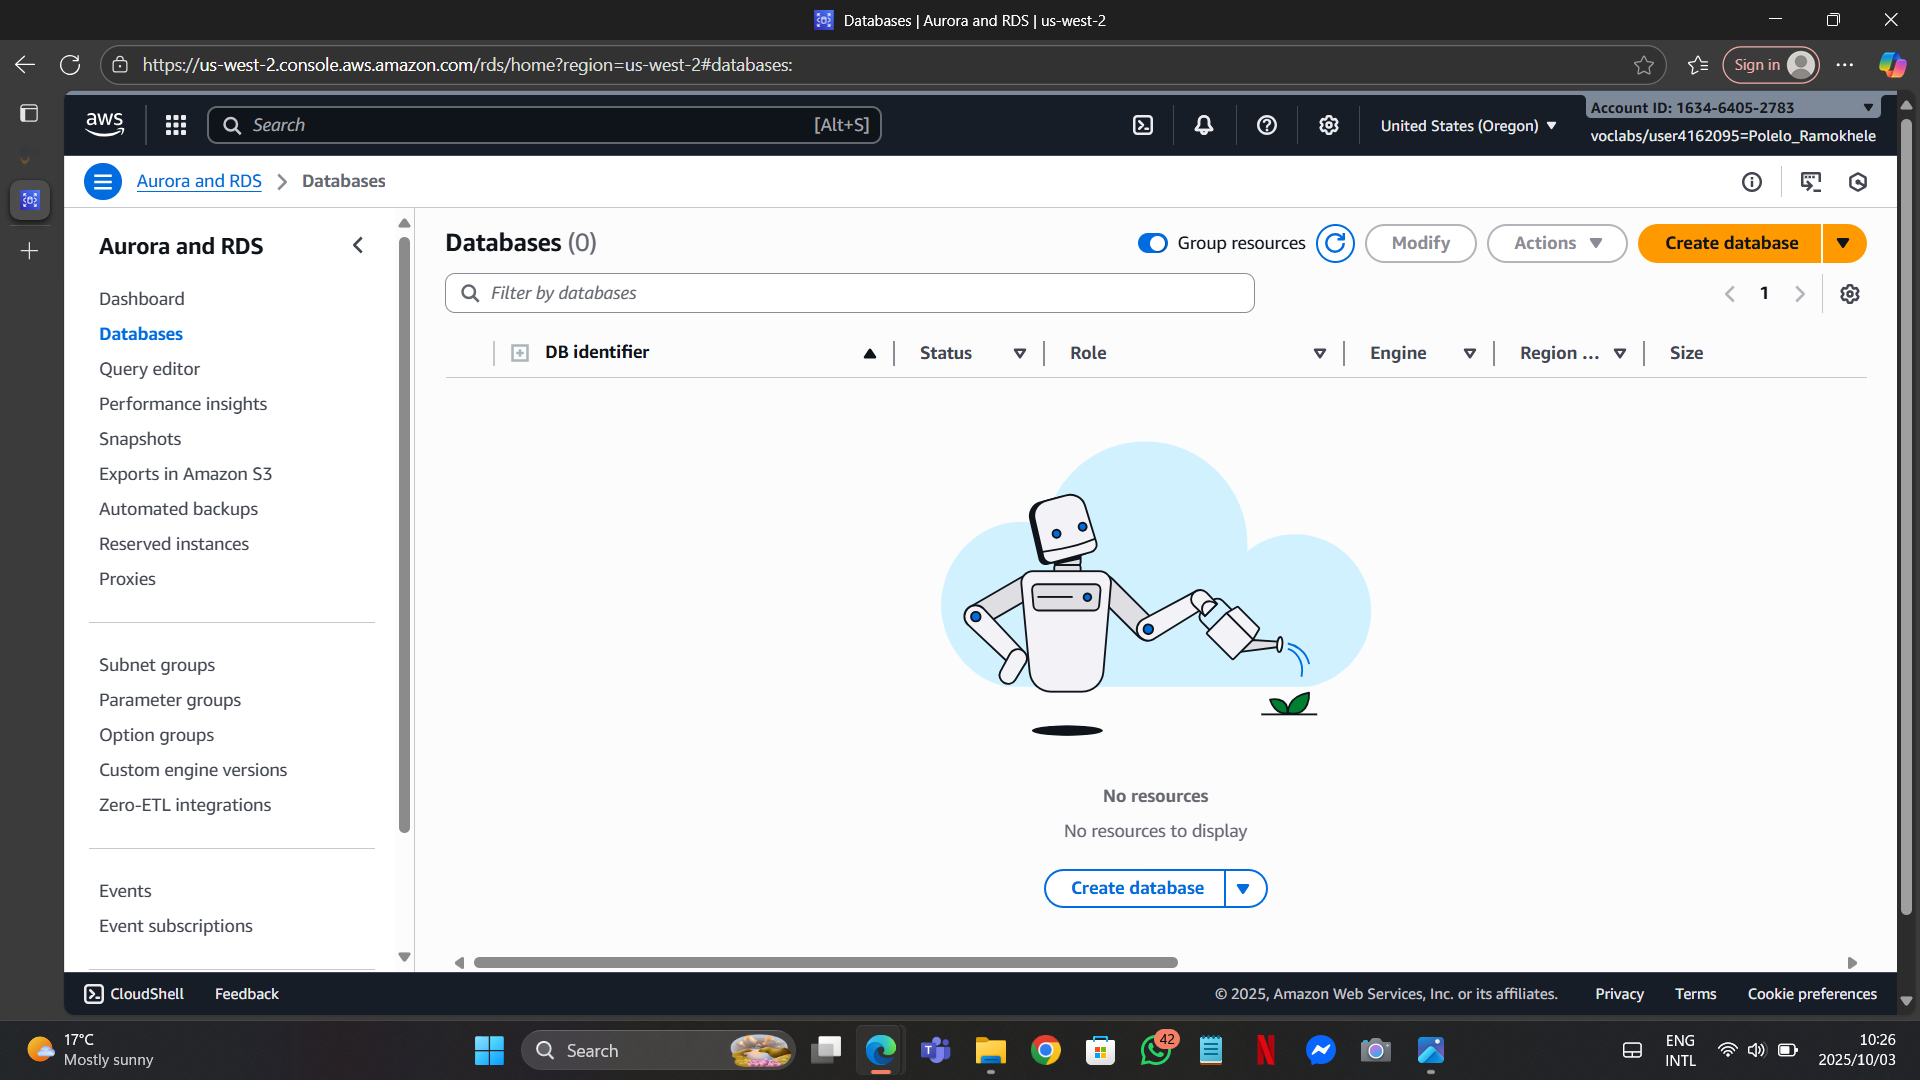 Databases | Aurora and RDS | us-west-2
https://us-west-2.console.aws.amazon.com/rds/home?region=us-west-2#databases:
Sign in
aws
Search
[Alt+S]
United States (Oregon)
Account ID: 1634-6405-2783
voclabs/user4162095=Polelo_Ramokhele
Aurora and RDS
Databases
Aurora and RDS
Dashboard
Databases
Query editor
Performance insights
Snapshots
Exports in Amazon S3
Automated backups
Reserved instances
Proxies
Subnet groups
Parameter groups
Option groups
Custom engine versions
Zero-ETL integrations
Events
Event subscriptions
Databases (0)
Group resources
Modify
Actions
Create database
Filter by databases
1
DB identifier
Status
Role
Engine
Region ...
Size
No resources
No resources to display
Create database
CloudShell
Feedback
© 2025, Amazon Web Services, Inc. or its affiliates.
Privacy
Terms
Cookie preferences
17°C
Mostly sunny
Search
42
ENG
INTL
10:26
2025/10/03